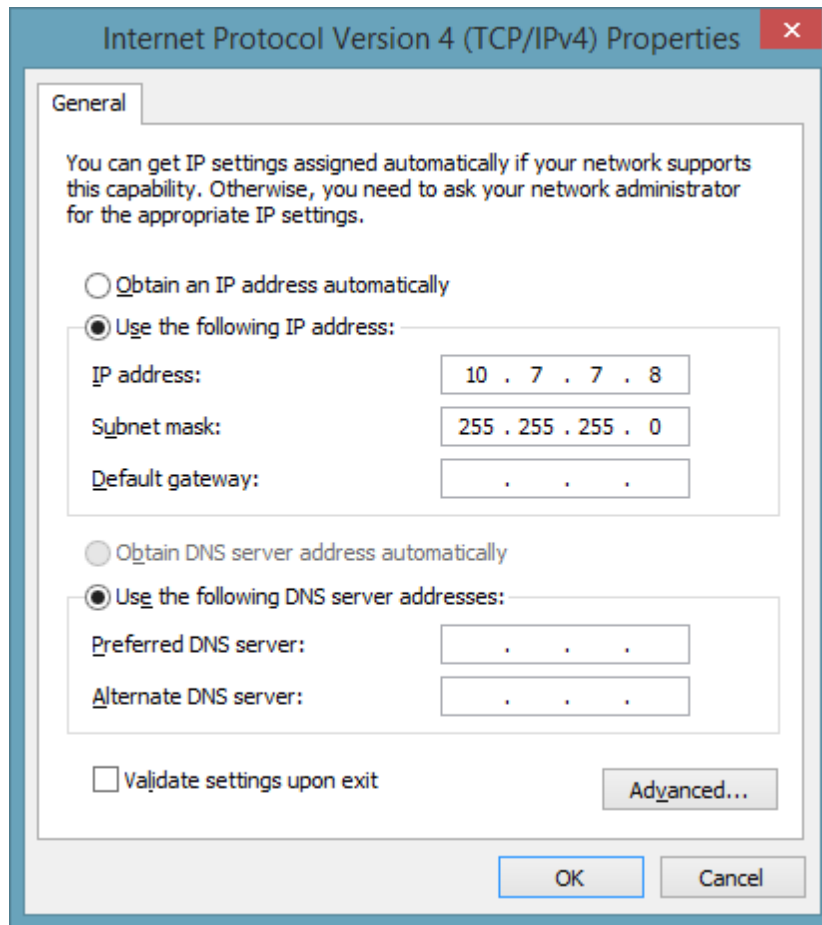 Internet Protocol Version 4 (TCP/IPv4) Properties
General
You can get IP settings assigned automatically if your network supports
this capability. Otherwise, you need to ask your network administrator
for the appropriate IP settings.
Obtain an IP address automatically
Use the following IP address:
IP address: 10 . 7 . 7 . 8
Subnet mask: 255 . 255 . 255 . 0
Default gateway: . . .
Obtain DNS server address automatically
Use the following DNS server addresses:
Preferred DNS server: . . .
Alternate DNS server: . . .
Validate settings upon exit
Advanced...
OK Cancel